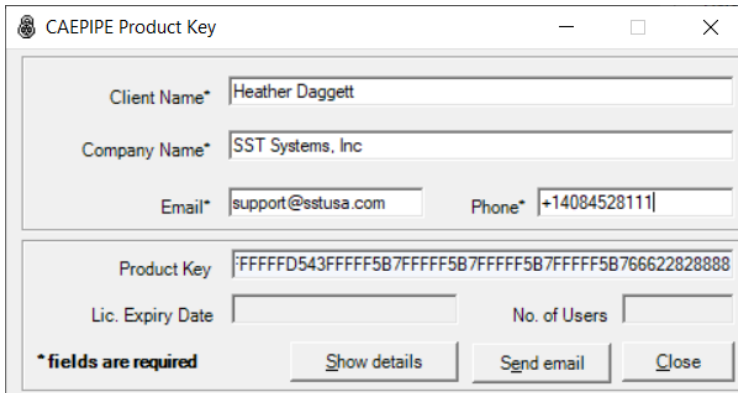 CAEPIPE Product Key
Client Name* Heather Daggett
Company Name* SST Systems, Inc
Email* support@sstusa.com Phone* +14084528111
Product Key FFFFFFD543FFFFF5B7FFFFF5B7FFFFF5B7FFFFF5B766622828888
Lic. Expiry Date No. of Users
* fields are required Show details Send email Close